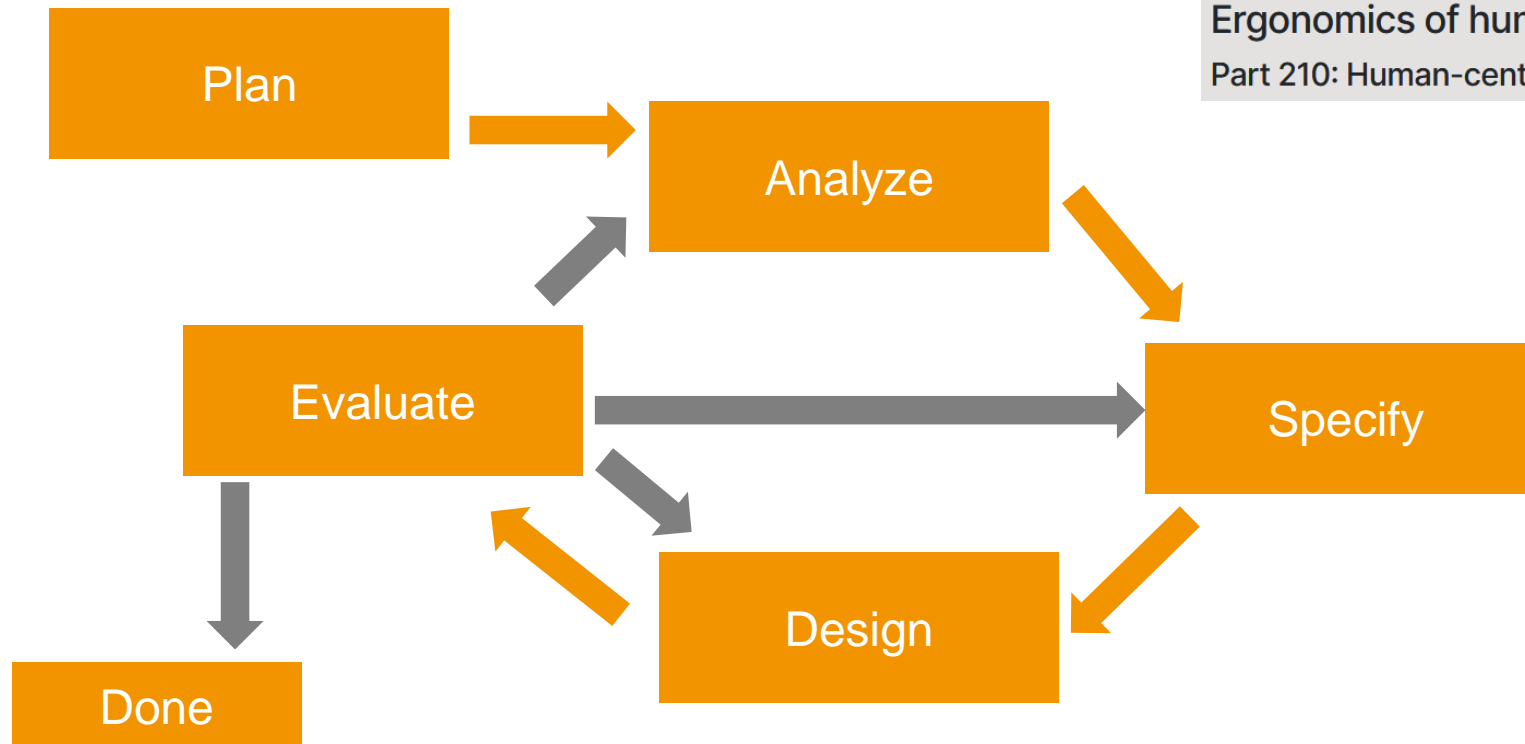 Ergonomics of hur
Part 210: Human-cent
Plan
Analyze
Evaluate
Specify
Design
Done